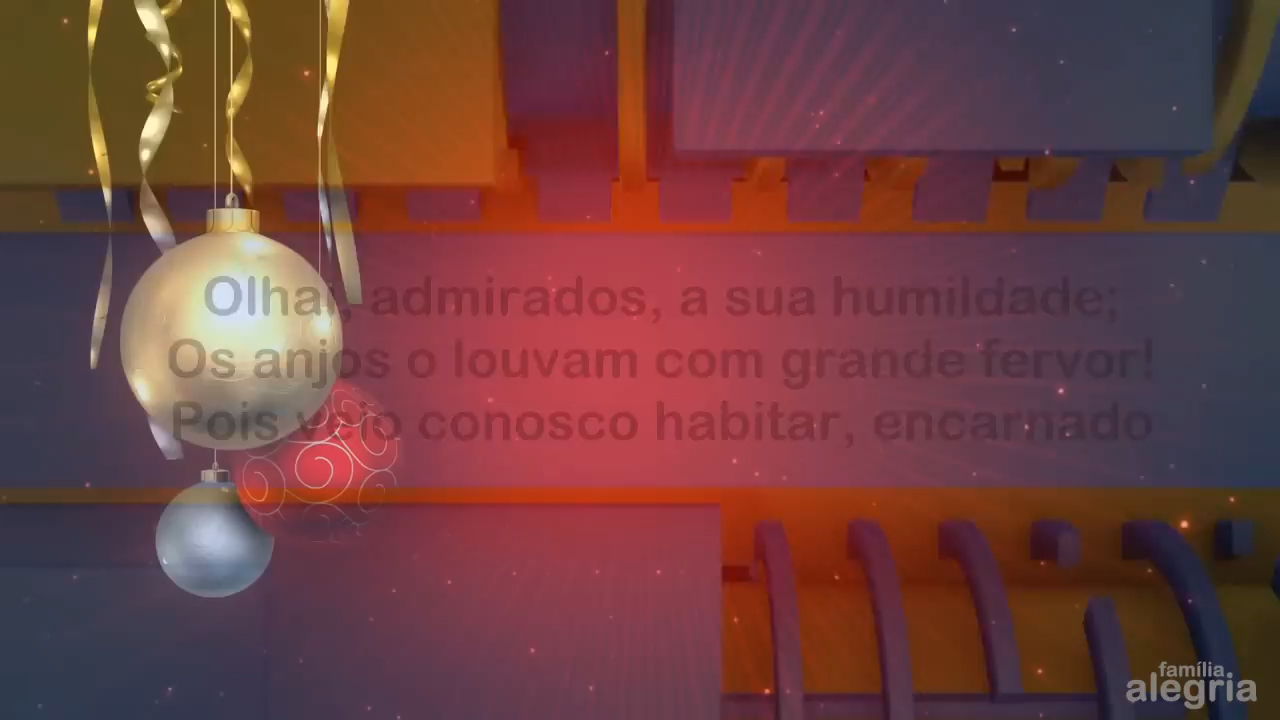 Olhai, admirados, a sua humildade;
Os anjos o louvam com grande fervor!
Pois veio conosco habitar, encarnado
família
alegria